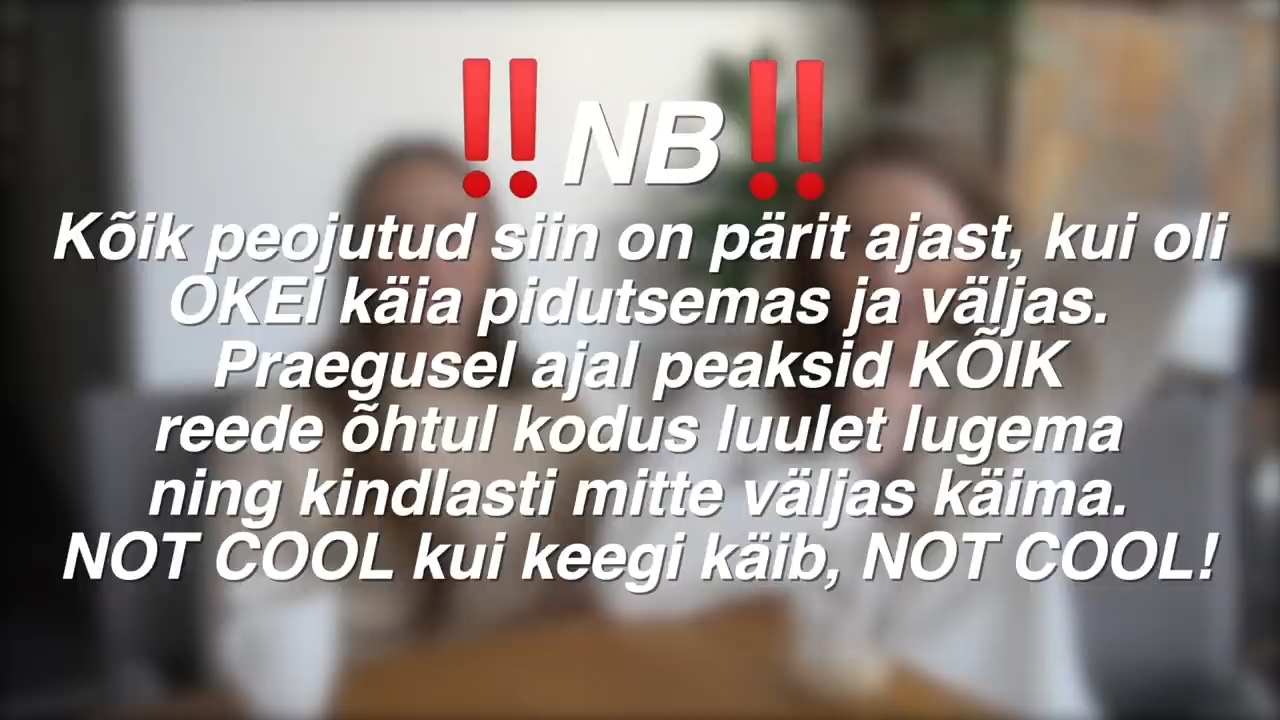 ‼️NB‼️
Kõik peojutud siin on pärit ajast, kui oli
OKEI käia pidutsemas ja väljas.
Praegusel ajal peaksid KÕIK
reede õhtul kodus luulet lugema
ning kindlasti mitte väljas käima.
NOT COOL kui keegi käib, NOT COOL!